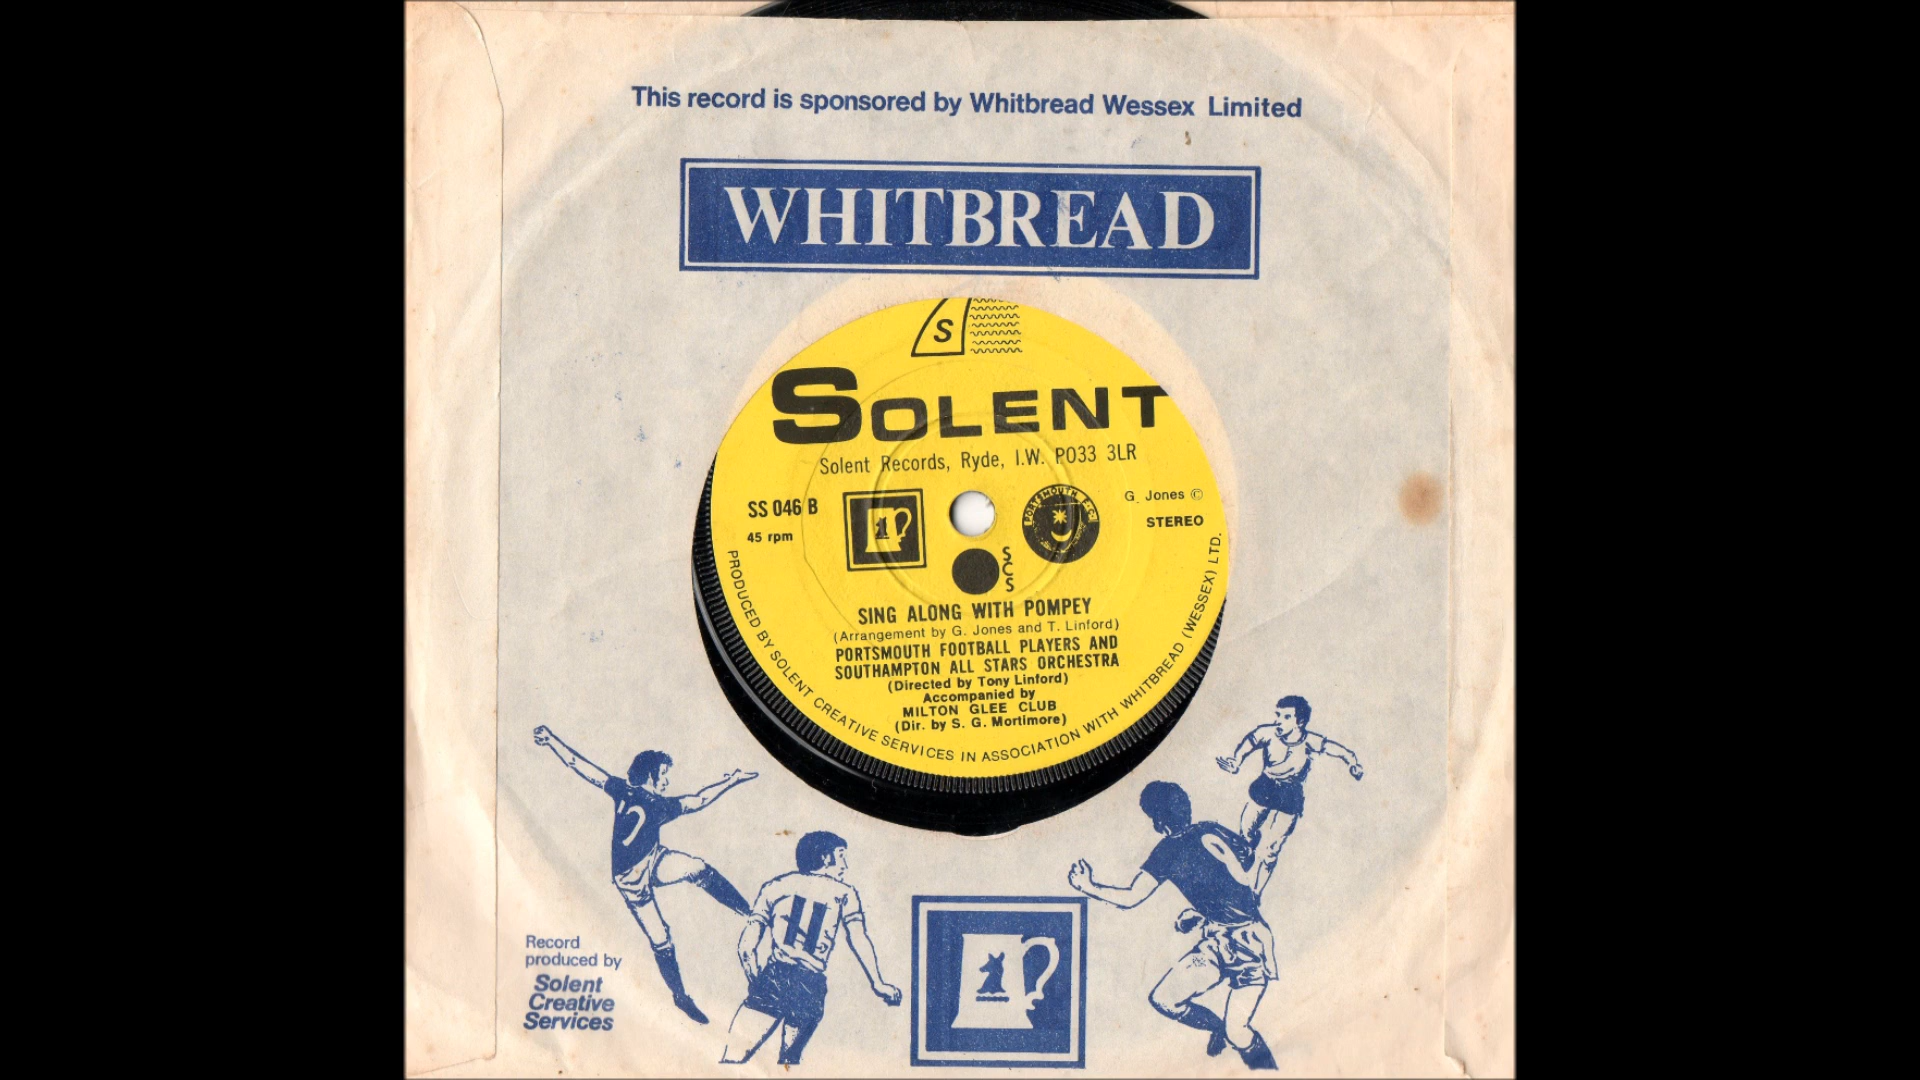 This record is sponsored by Whitbread Wessex Limited
WHITBREAD
S
SOLENT
Solent Records, Ryde, I.W. PO33 3LR
SS 046 B
45 rpm
PORTSMOUTH F.C.
G. Jones ©
STEREO
SCS
SING ALONG WITH POMPEY
(Arrangement by G. Jones and T. Linford)
PORTSMOUTH FOOTBALL PLAYERS AND
SOUTHAMPTON ALL STARS ORCHESTRA
(Directed by Tony Linford)
Accompanied by
MILTON GLEE CLUB
(Dir. by S. G. Mortimore)
PRODUCED BY SOLENT CREATIVE SERVICES IN ASSOCIATION WITH WHITBREAD (WESSEX) LTD.
11
Record
produced by
Solent
Creative
Services